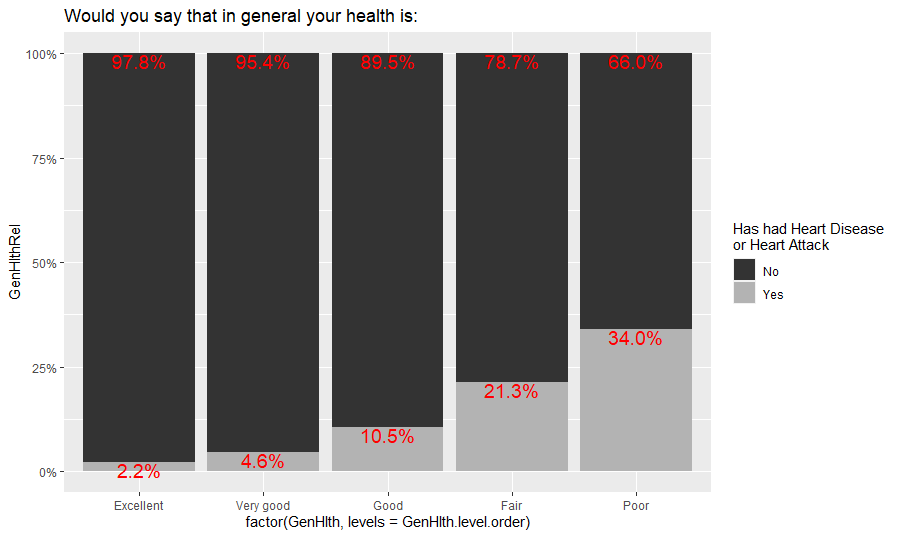 Would you say that in general your health is:
100%
75%
50%
25%
0%
GenHlthRel
97.8% 95.4% 89.5% 78.7% 66.0%
2.2% 4.6% 10.5% 21.3% 34.0%
Excellent Very good Good Fair Poor
factor(GenHlth, levels = GenHlth.level.order)
Has had Heart Disease
or Heart Attack
No
Yes